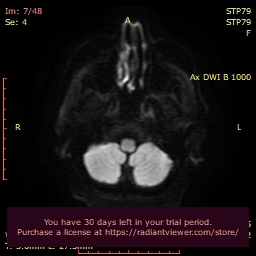 Im: 7/48
Se: 4
STP79
STP79
F
A
Ax DWI B 1000
R
L
You have 30 days left in your trial period.
Purchase a license at https://radiantviewer.com/store/